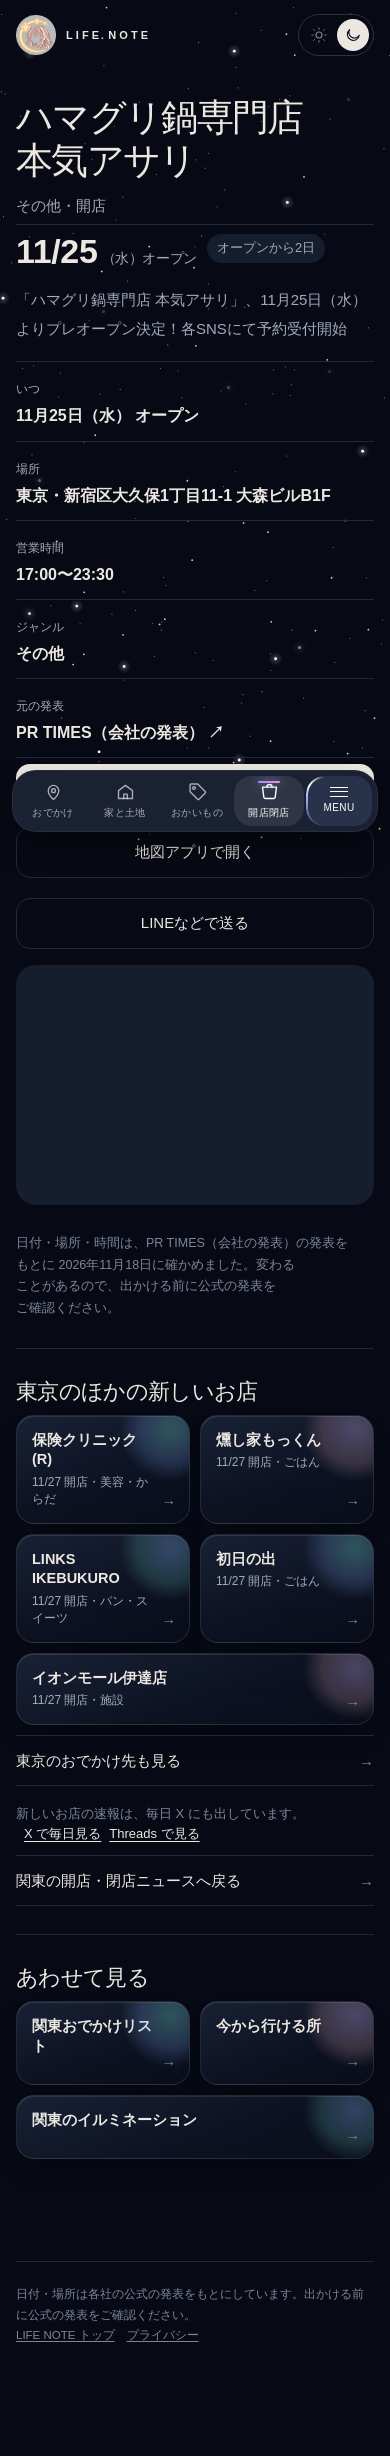 LIFE.NOTE
ハマグリ鍋専門店
本気アサリ
その他・開店
11/25 （水）オープン オープンから2日
「ハマグリ鍋専門店 本気アサリ」、11月25日（水）
よりプレオープン決定！各SNSにて予約受付開始
いつ
11月25日（水） オープン
場所
東京・新宿区大久保1丁目11-1 大森ビルB1F
営業時間
17:00〜23:30
ジャンル
その他
元の発表
PR TIMES（会社の発表） ↗
おでかけ 家と土地 おかいもの 開店閉店 MENU
地図アプリで開く
LINEなどで送る
日付・場所・時間は、PR TIMES（会社の発表）の発表を
もとに 2026年11月18日に確かめました。変わる
ことがあるので、出かける前に公式の発表を
ご確認ください。
東京のほかの新しいお店
保険クリニック
(R)
11/27 開店・美容・か
らだ
→
燻し家もっくん
11/27 開店・ごはん
→
LINKS
IKEBUKURO
11/27 開店・パン・ス
イーツ
→
初日の出
11/27 開店・ごはん
→
イオンモール伊達店
11/27 開店・施設
→
東京のおでかけ先も見る →
新しいお店の速報は、毎日 X にも出しています。
X で毎日見る Threads で見る
関東の開店・閉店ニュースへ戻る →
あわせて見る
関東おでかけリス
ト
→
今から行ける所
→
関東のイルミネーション
→
日付・場所は各社の公式の発表をもとにしています。出かける前
に公式の発表をご確認ください。
LIFE NOTE トップ プライバシー